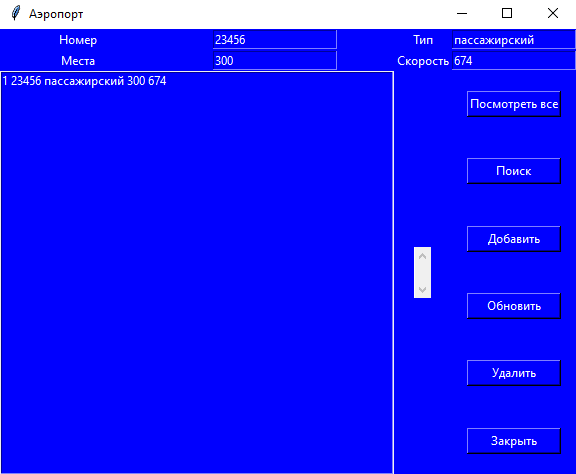 Аэропорт
Номер 23456 Тип пассажирский
Места 300 Скорость 674
1 23456 пассажирский 300 674
Посмотреть все
Поиск
Добавить
Обновить
Удалить
Закрыть